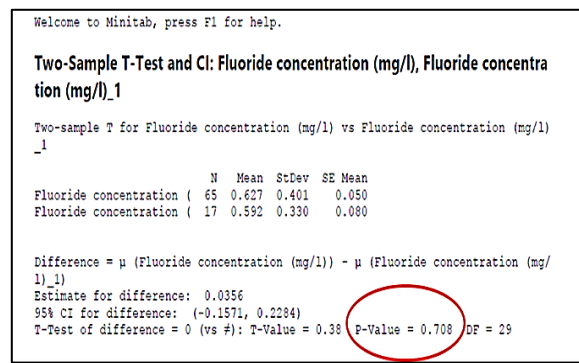 Welcome to Minitab, press F1 for help.
Two-Sample T-Test and CI: Fluoride concentration (mg/l), Fluoride concentra
tion (mg/l)_1
Two-sample T for Fluoride concentration (mg/l) vs Fluoride concentration (mg/l)
_1
N Mean StDev SE Mean
Fluoride concentration ( 65 0.627 0.401 0.050
Fluoride concentration ( 17 0.592 0.330 0.080
Difference = μ (Fluoride concentration (mg/l)) - μ (Fluoride concentration (mg/
l)_1)
Estimate for difference: 0.0356
95% CI for difference: (-0.1571, 0.2284)
T-Test of difference = 0 (vs ≠): T-Value = 0.38 P-Value = 0.708 DF = 29